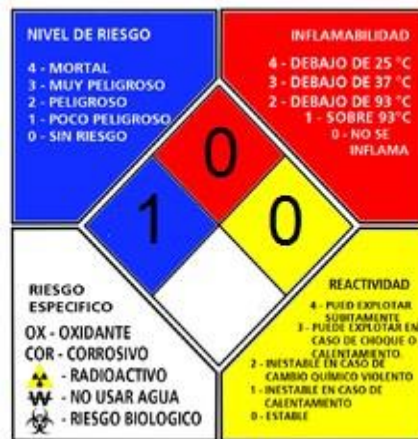 NIVEL DE RIESGO
4 - MORTAL
3 - MUY PELIGROSO
2 - PELIGROSO
1 - POCO PELIGROSO
0 - SIN RIESGO
INFLAMABILIDAD
4 - DEBAJO DE 25 °C
3 - DEBAJO DE 37 °C
2 - DEBAJO DE 93 °C
1 - SOBRE 93°C
0 - NO SE
INFLAMA
0
1
0
RIESGO
ESPECIFICO
OX - OXIDANTE
COR - CORROSIVO
- RADIOACTIVO
W - NO USAR AGUA
- RIESGO BIOLOGICO
REACTIVIDAD
4 - PUED EXPLOTAR
SÚBITAMENTE
3 - PUEDE EXPLOTAR EN
CASO DE CHOQUE O
CALENTAMIENTO.
2 - INESTABLE EN CASO DE
CAMBIO QUÍMICO VIOLENTO
1 - INESTABLE EN CASO DE
CALENTAMIENTO
0 - ESTABLE